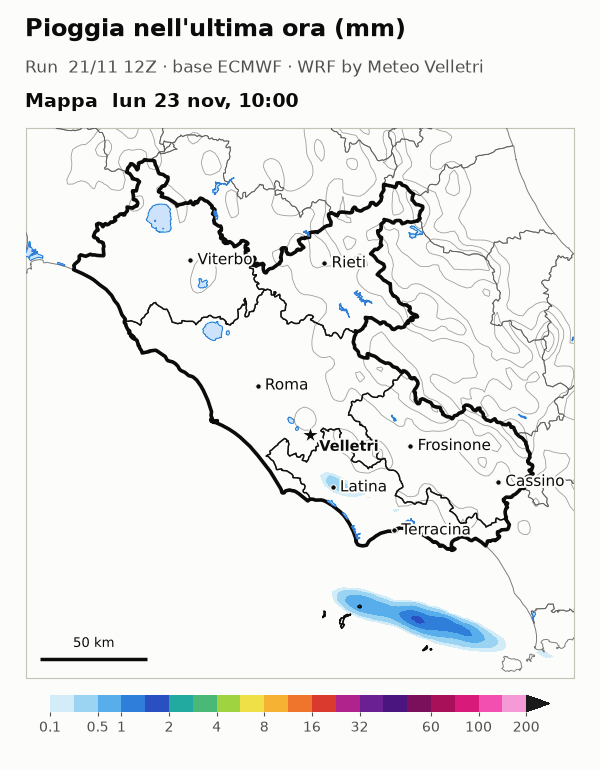 Pioggia nell'ultima ora (mm)
Run  21/11 12Z · base ECMWF · WRF by Meteo Velletri
Mappa  lun 23 nov, 10:00
Viterbo
Rieti
Roma
Velletri
Frosinone
Latina
Cassino
Terracina
50 km
0.1 0.5 1 2 4 8 16 32 60 100 200